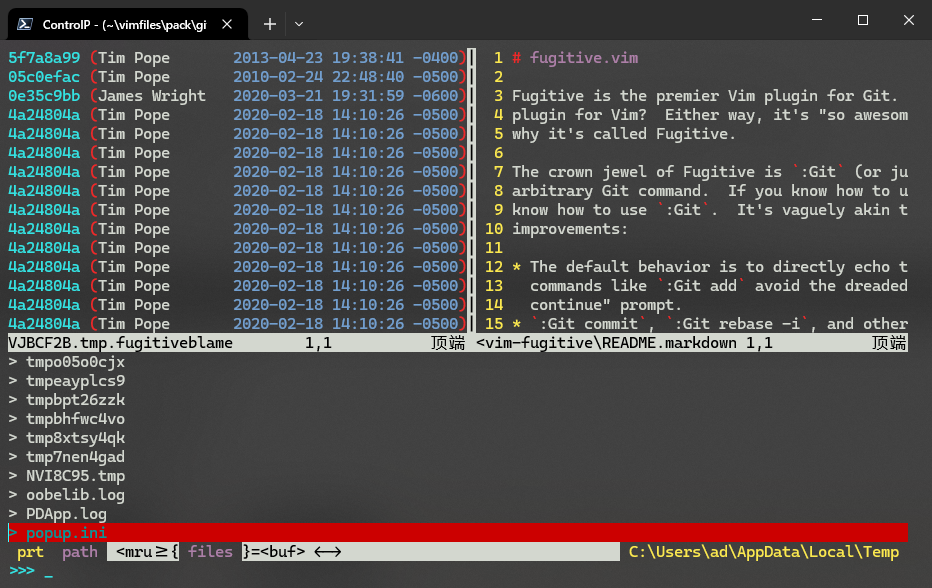 ControlP - (~\vimfiles\pack\gi
5f7a8a99 (Tim Pope 2013-04-23 19:38:41 -0400)
05c0efac (Tim Pope 2010-02-24 22:48:40 -0500)
0e35c9bb (James Wright 2020-03-21 19:31:59 -0600)
4a24804a (Tim Pope 2020-02-18 14:10:26 -0500)
4a24804a (Tim Pope 2020-02-18 14:10:26 -0500)
4a24804a (Tim Pope 2020-02-18 14:10:26 -0500)
4a24804a (Tim Pope 2020-02-18 14:10:26 -0500)
4a24804a (Tim Pope 2020-02-18 14:10:26 -0500)
4a24804a (Tim Pope 2020-02-18 14:10:26 -0500)
4a24804a (Tim Pope 2020-02-18 14:10:26 -0500)
4a24804a (Tim Pope 2020-02-18 14:10:26 -0500)
4a24804a (Tim Pope 2020-02-18 14:10:26 -0500)
4a24804a (Tim Pope 2020-02-18 14:10:26 -0500)
4a24804a (Tim Pope 2020-02-18 14:10:26 -0500)
4a24804a (Tim Pope 2020-02-18 14:10:26 -0500)
VJBCF2B.tmp.fugitiveblame 1,1 顶端
1 # fugitive.vim
2
3 Fugitive is the premier Vim plugin for Git.
4 plugin for Vim?  Either way, it's "so awesom
5 why it's called Fugitive.
6
7 The crown jewel of Fugitive is `:Git` (or ju
8 arbitrary Git command.  If you know how to u
9 know how to use `:Git`.  It's vaguely akin t
10 improvements:
11
12 * The default behavior is to directly echo t
13   commands like `:Git add` avoid the dreaded
14   continue" prompt.
15 * `:Git commit`, `:Git rebase -i`, and other
<vim-fugitive\README.markdown 1,1 顶端
> tmpo05o0cjx
> tmpeayplcs9
> tmpbpt26zzk
> tmpbhfwc4vo
> tmp8xtsy4qk
> tmp7nen4gad
> NVI8C95.tmp
> oobelib.log
> PDApp.log
> popup.ini
prt path <mru≥{ files }=<buf> <-> C:\Users\ad\AppData\Local\Temp
>>> _